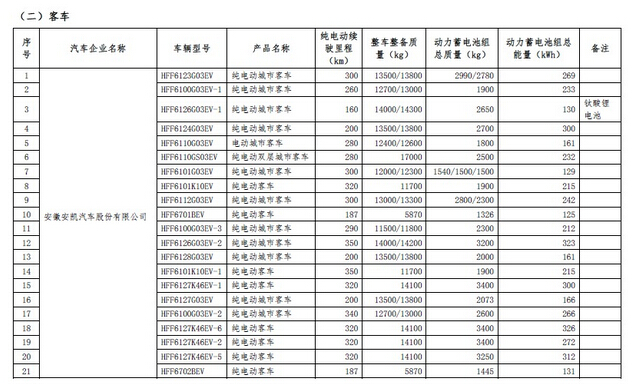 （二）客车
序号 汽车企业名称 车辆型号 产品名称 纯电动续驶里程（km） 整车整备质量（kg） 动力蓄电池组总质量（kg） 动力蓄电池组总能量（kWh） 备注
安徽安凯汽车股份有限公司
1 HFF6123G03EV 纯电动城市客车 300 13500/13800 2990/2780 269
2 HFF6100G03EV-1 纯电动城市客车 260 12700/13000 1900 233
3 HFF6126G03EV-1 纯电动城市客车 160 14000/14300 2650 130 钛酸锂电池
4 HFF6124G03EV 纯电动城市客车 200 13500/13800 2700 300
5 HFF6110G03EV 电动城市客车 280 12400/12600 1800 161
6 HFF6110GS03EV 纯电动双层城市客车 280 17000 2500 232
7 HFF6101G03EV 纯电动城市客车 300 12000/12300 1540/1500/1500 129
8 HFF6101K10EV 纯电动客车 320 11700 1900 215
9 HFF6112G03EV 纯电动城市客车 300 13000/13300 2800/2300 242
10 HFF6701BEV 纯电动客车 187 5870 1326 125
11 HFF6100G03EV-3 纯电动城市客车 290 11500/11800 2300 212
12 HFF6126G03EV-2 纯电动城市客车 350 14000/14200 3200 323
13 HFF6128G03EV 纯电动城市客车 200 13500/13800 2000 161
14 HFF6101K10EV-1 纯电动客车 350 11700 1900 215
15 HFF6127K46EV-1 纯电动城市客车 320 14100 3400 300
16 HFF6127G03EV 纯电动城市客车 200 13500/13800 2073 166
17 HFF6100G03EV-2 纯电动城市客车 340 12700/13000 2600 266
18 HFF6127K46EV-6 纯电动客车 320 14100 3400 326
19 HFF6127K46EV-2 纯电动客车 320 14100 3400 272
20 HFF6127K46EV-5 纯电动客车 320 14100 3250 312
21 HFF6702BEV 纯电动客车 187 5870 1445 131